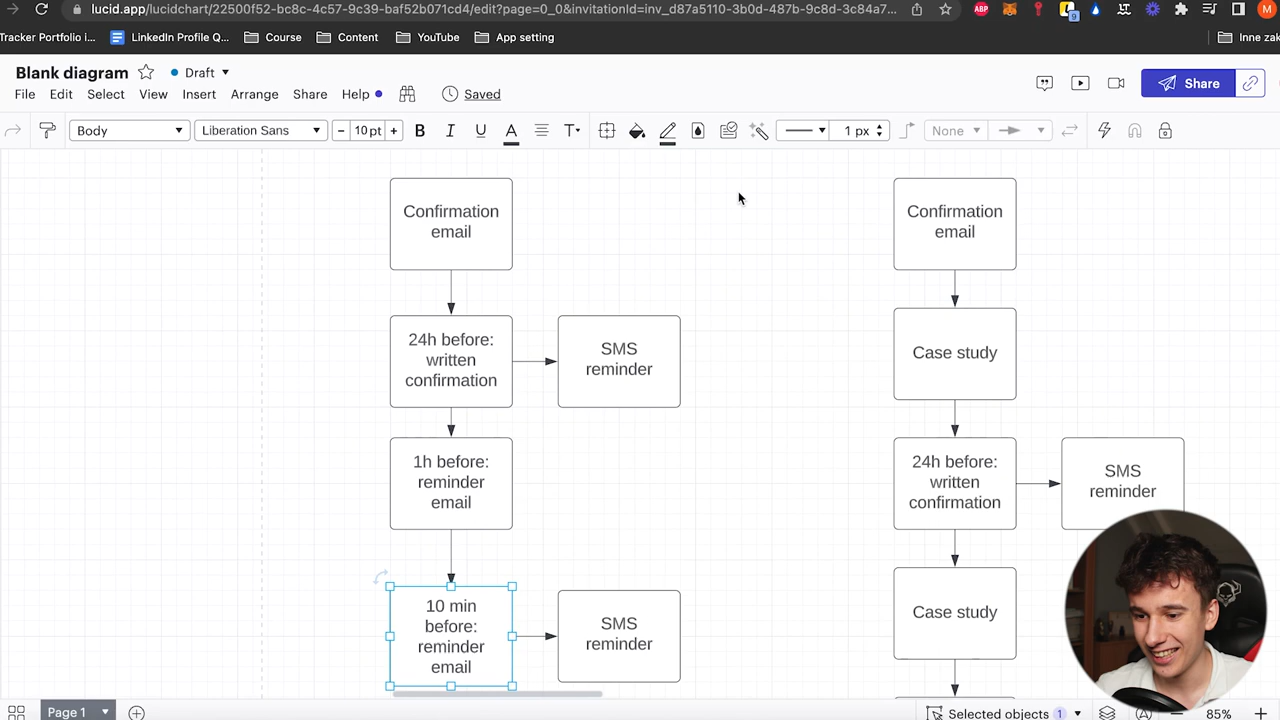 lucid.app/lucidchart/22500f52-bc8c-4c57-9c39-baf52b071cd4/edit?page=0_0&invitationId=inv_d87a5110-3b0d-487b-9c8d-3c84a7...
ABP
9
M
Tracker Portfolio i...
LinkedIn Profile Q...
Course
Content
YouTube
App setting
Inne zak
Blank diagram
Draft
File Edit Select View Insert Arrange Share Help
Saved
Share
Body
Liberation Sans
− 10 pt +
B I U A T
1 px
None
Confirmation
email
24h before:
written
confirmation
SMS
reminder
1h before:
reminder
email
10 min
before:
reminder
email
SMS
reminder
Confirmation
email
Case study
24h before:
written
confirmation
SMS
reminder
Case study
Page 1
Selected objects 1
85%